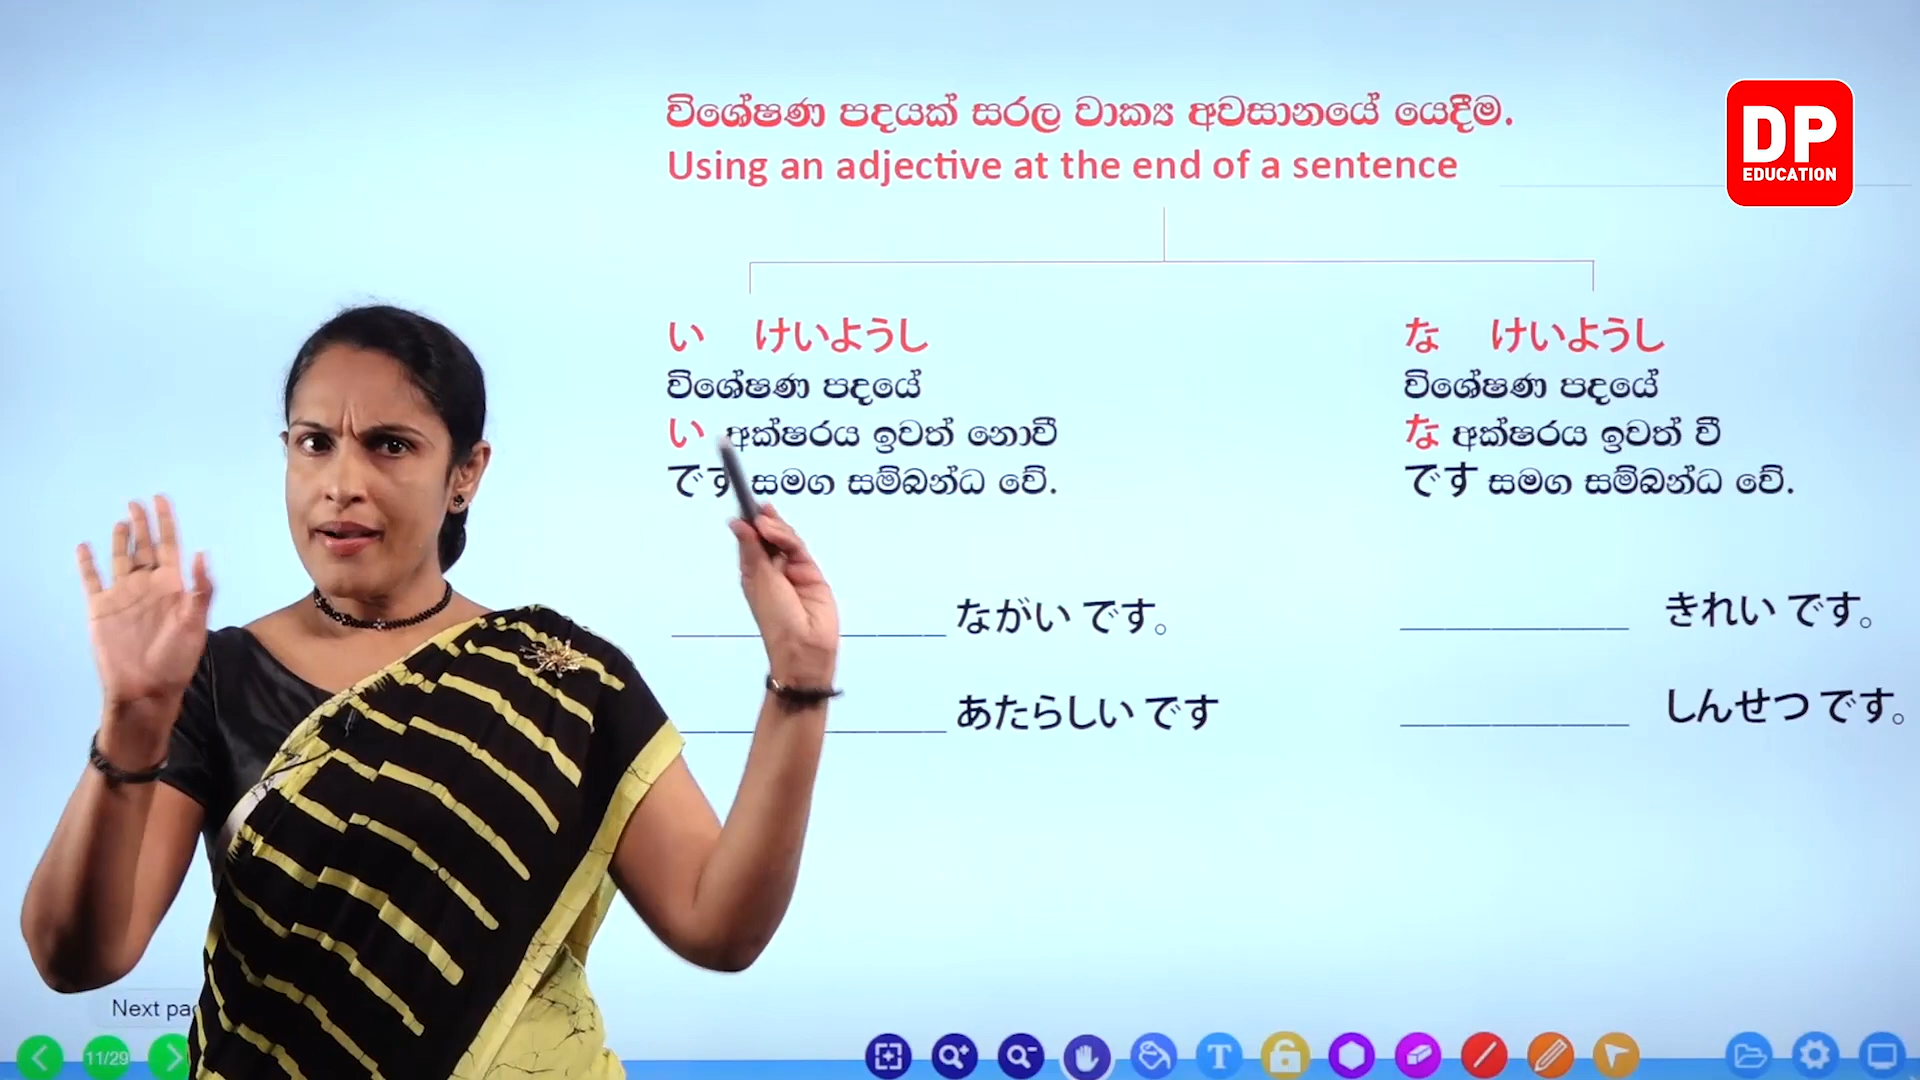 විශේෂණ පදයක් සරල වාක්‍ය අවසානයේ යෙදීම.
Using an adjective at the end of a sentence
DP
EDUCATION
い けいようし
විශේෂණ පදයේ
い අක්ෂරය ඉවත් නොවී
です සමග සම්බන්ධ වේ.
ながい です。
あたらしい です
な けいようし
විශේෂණ පදයේ
な අක්ෂරය ඉවත් වී
です සමග සම්බන්ධ වේ.
きれい です。
しんせつ です。
Next
11/29
T